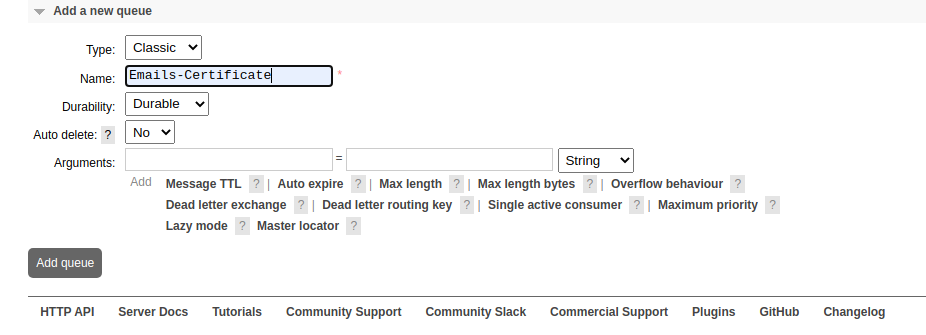 Add a new queue
Type: Classic
Name: Emails-Certificate *
Durability: Durable
Auto delete: ? No
Arguments: = String
Add Message TTL ? | Auto expire ? | Max length ? | Max length bytes ? | Overflow behaviour ?
Dead letter exchange ? | Dead letter routing key ? | Single active consumer ? | Maximum priority ?
Lazy mode ? Master locator ?
Add queue
HTTP API Server Docs Tutorials Community Support Community Slack Commercial Support Plugins GitHub Changelog